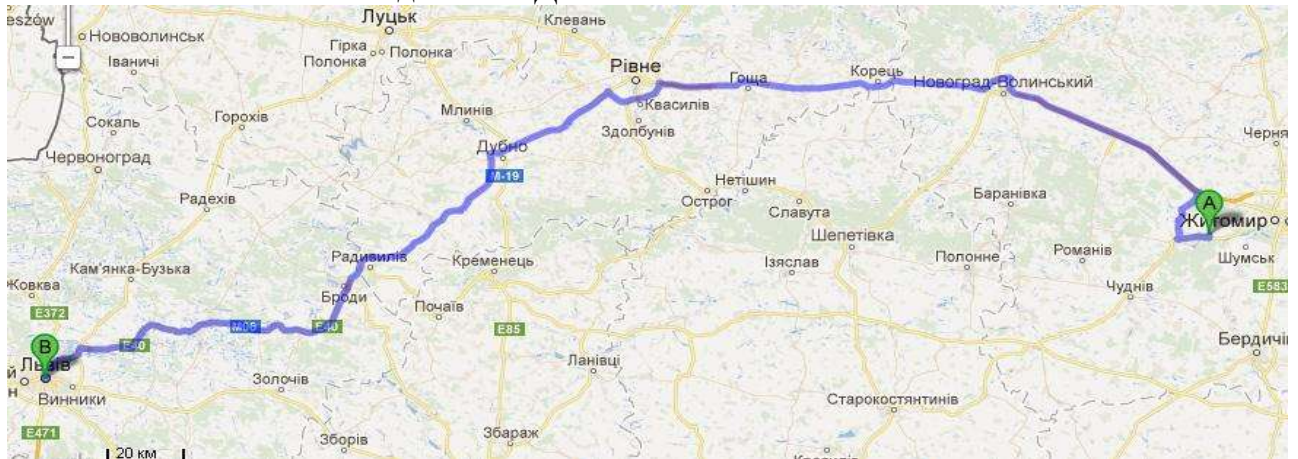 Луцьк
Клевань
Нововолинськ
Іваничі
Гірка
Полонка
Полонка
Рівне
Гоща
Корець
Новоград-Волинський
Квасилів
Млинів
Здолбунів
Сокаль
Горохів
Черня
Червоноград
Дубно
М-19
Нетішин
Острог
Славута
Баранівка
A
Житомир
Радехів
Шепетівка
Романів
Шумськ
Радивилів
Кременець
Ізяслав
Полонне
Кам'янка-Бузька
Чуднів
Жовква
Броди
Почаїв
E583
E372
M06
E40
E85
E40
B
Львів
Бердичі
Ланівці
Золочів
Винники
Старокостянтинів
E471
Збараж
Зборів
20 км